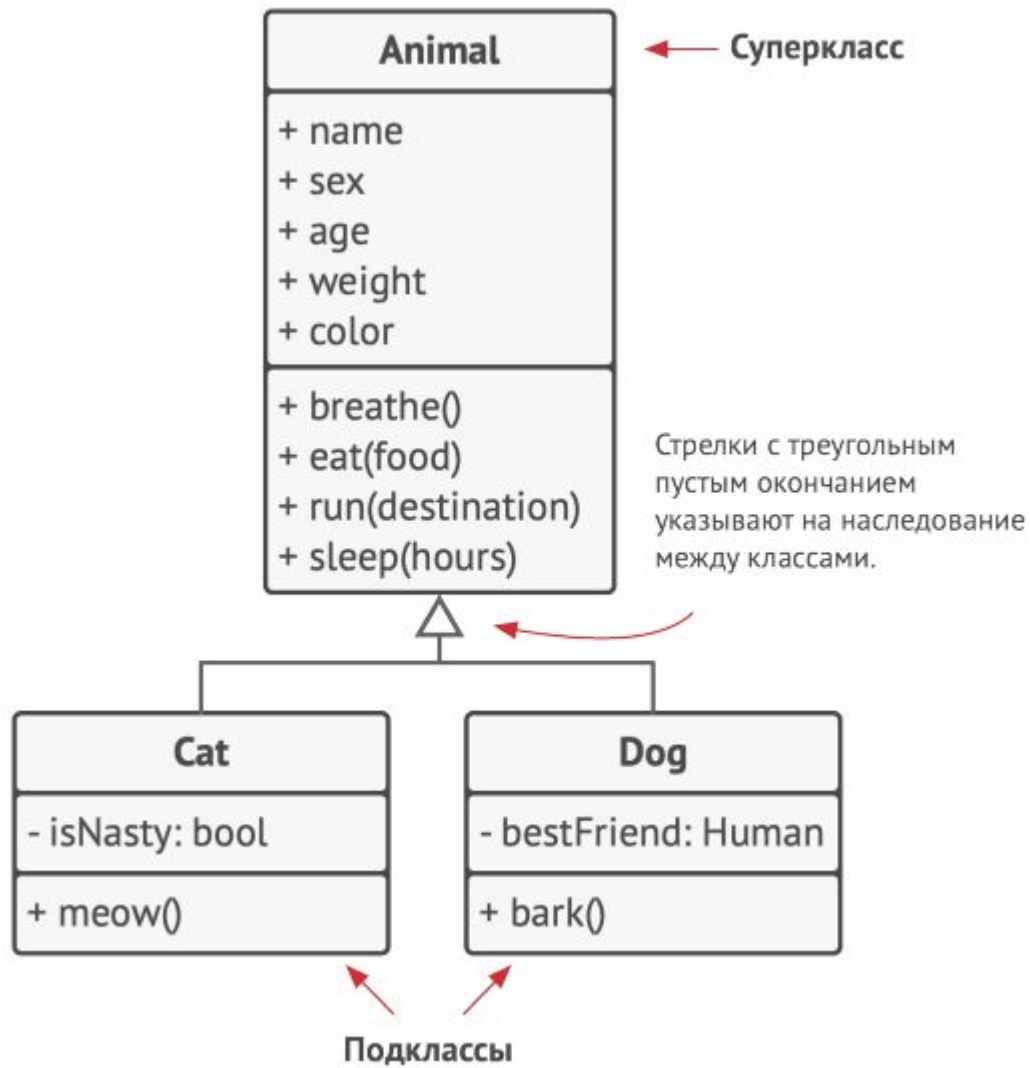 Animal
Суперкласс
+ name
+ sex
+ age
+ weight
+ color
+ breathe()
+ eat(food)
+ run(destination)
+ sleep(hours)
Стрелки с треугольным
пустым окончанием
указывают на наследование
между классами.
Cat
- isNasty: bool
+ meow()
Dog
- bestFriend: Human
+ bark()
Подклассы